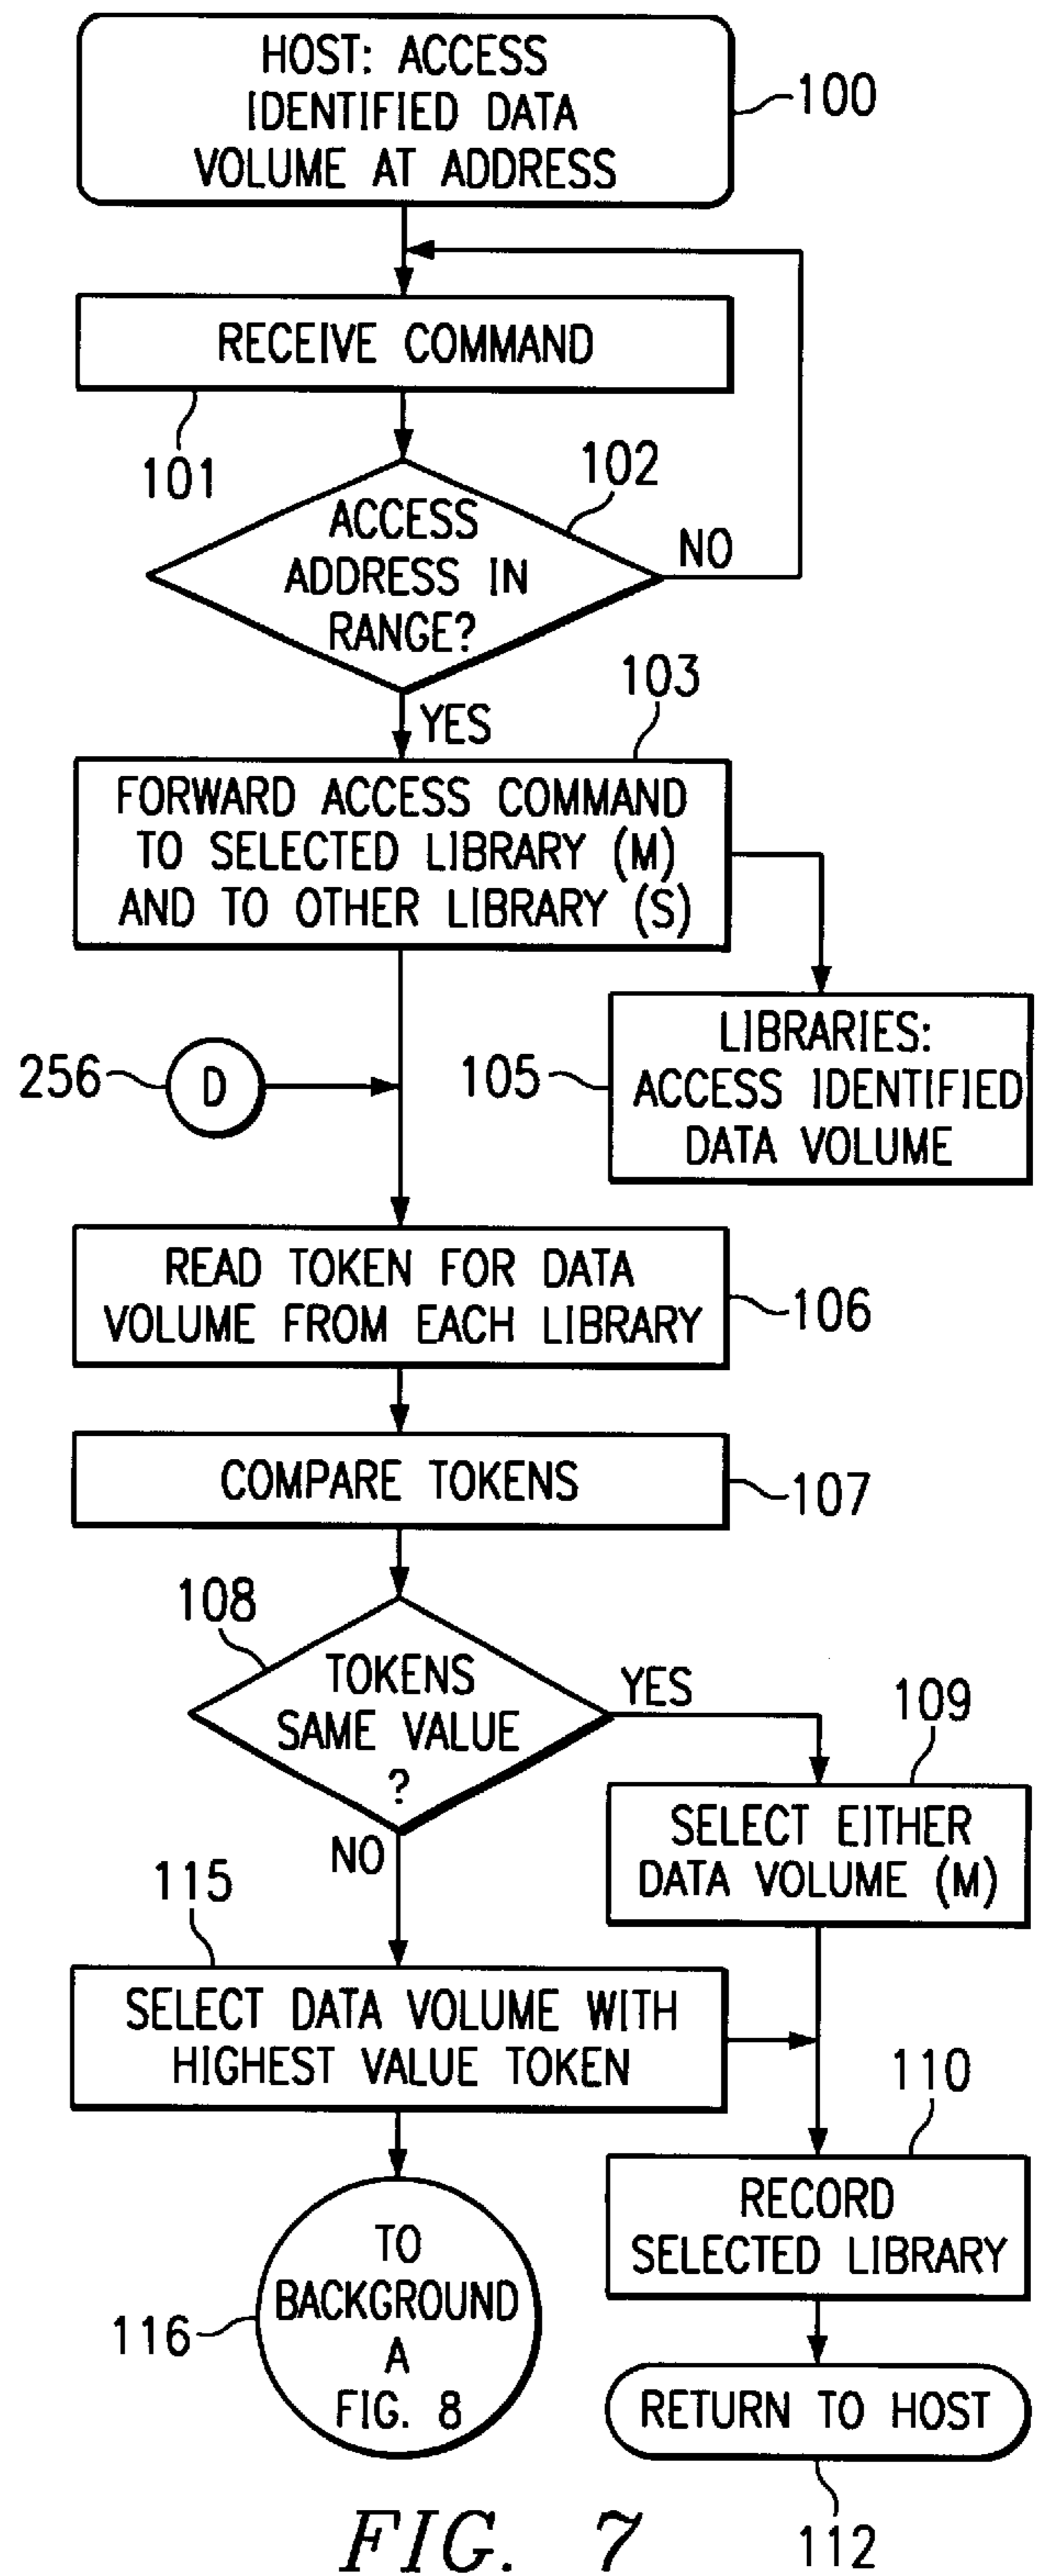 HOST: ACCESS
IDENTIFIED DATA
VOLUME AT ADDRESS
100
RECEIVE COMMAND
101
102
ACCESS
ADDRESS IN
RANGE?
NO
YES
103
FORWARD ACCESS COMMAND
TO SELECTED LIBRARY (M)
AND TO OTHER LIBRARY (S)
256
D
105
LIBRARIES:
ACCESS IDENTIFIED
DATA VOLUME
READ TOKEN FOR DATA
VOLUME FROM EACH LIBRARY
106
COMPARE TOKENS
107
108
TOKENS
SAME VALUE
?
YES
NO
109
SELECT EITHER
DATA VOLUME (M)
115
SELECT DATA VOLUME WITH
HIGHEST VALUE TOKEN
110
RECORD
SELECTED LIBRARY
116
TO
BACKGROUND
A
FIG. 8
RETURN TO HOST
112
FIG. 7